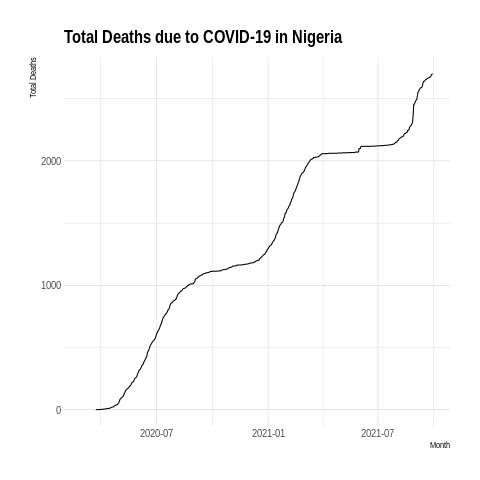 Total Deaths due to COVID-19 in Nigeria
Total Deaths
2000
1000
0
2020-07 2021-01 2021-07
Month